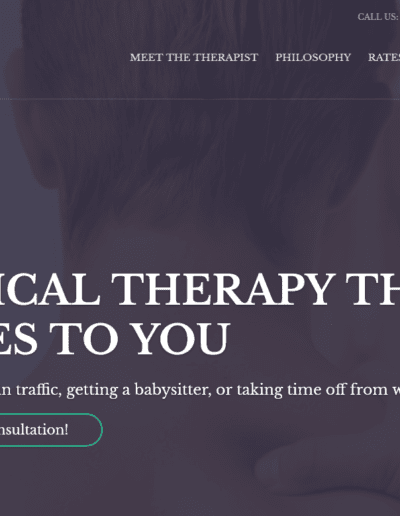 CALL US:
MEET THE THERAPIST PHILOSOPHY RATES
ICAL THERAPY TH
ES TO YOU
in traffic, getting a babysitter, or taking time off from w
nsultation!